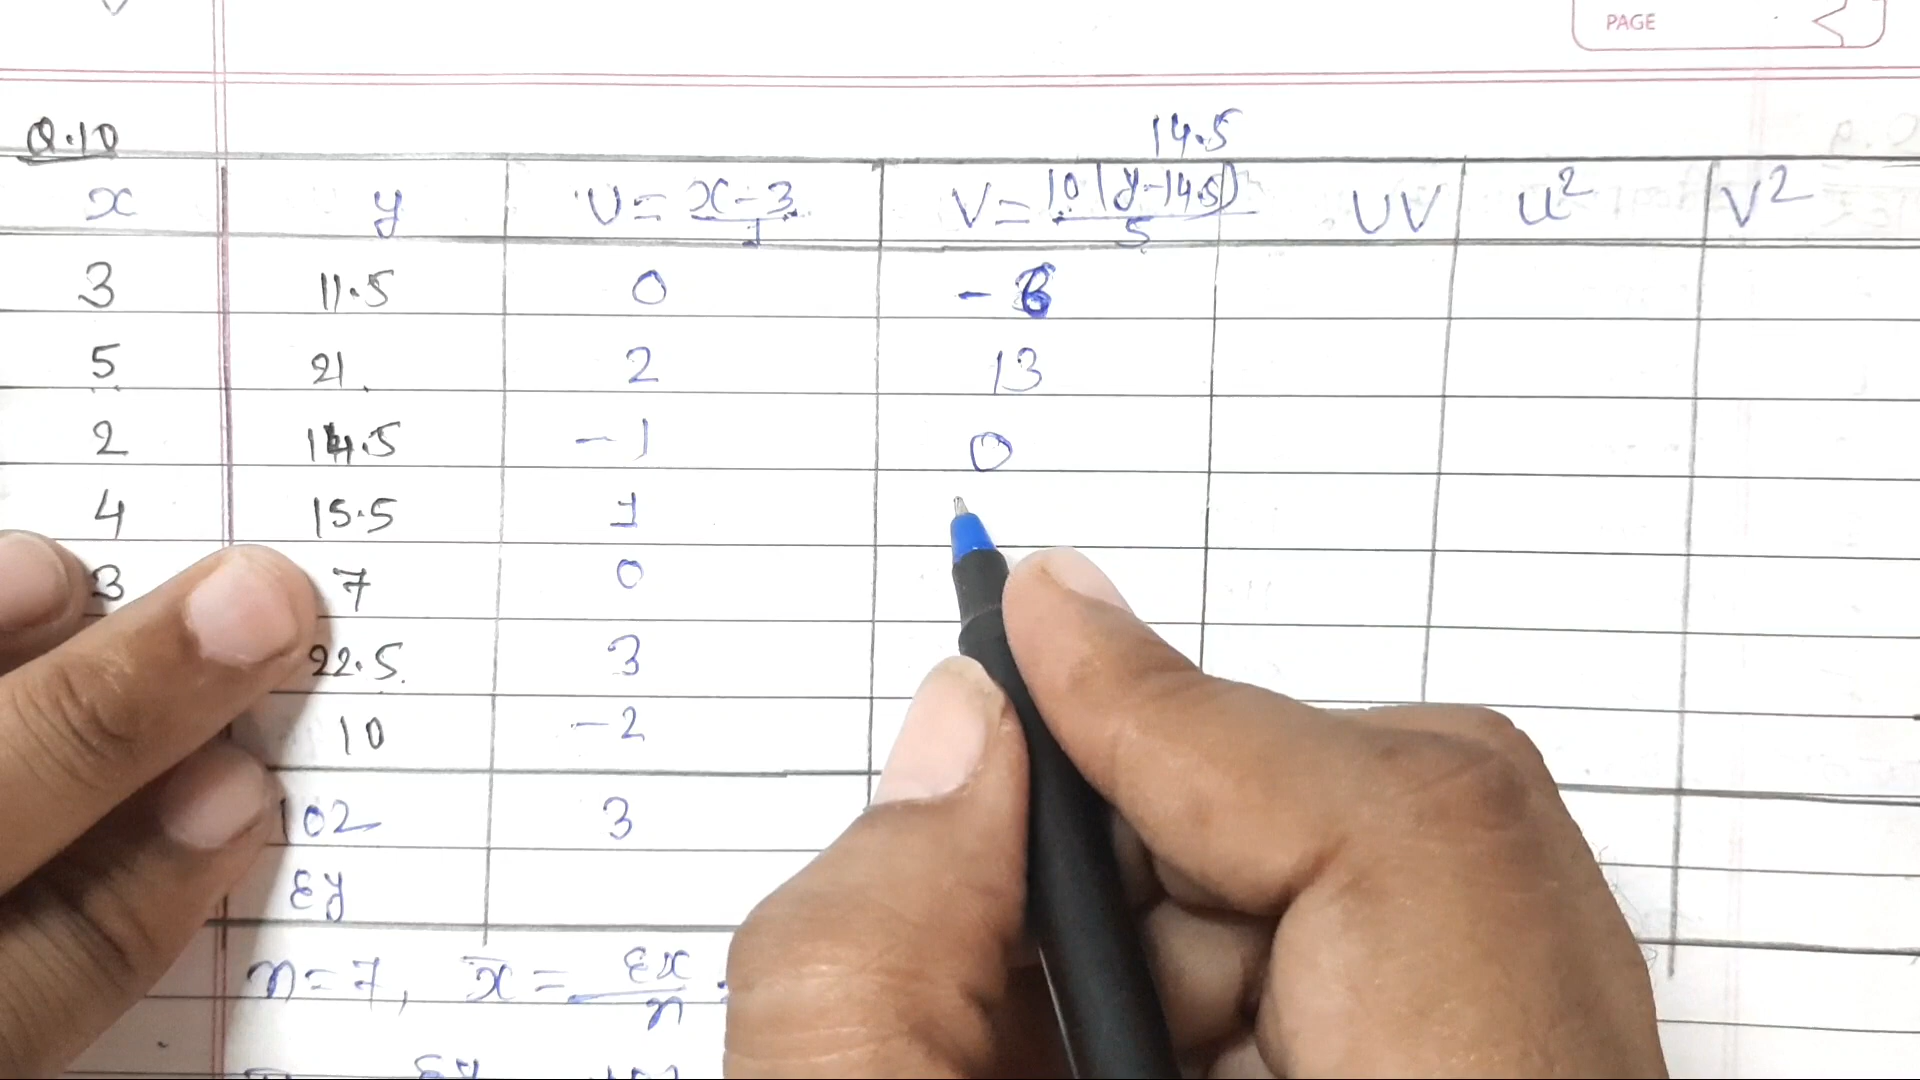 PAGE
Q.10
14.5
x y U = x-3/1 V = 10(y-14.5)/5 UV u² V²
3 11.5 0 -6
5 21 2 13
2 14.5 -1 0
4 15.5 1
3 7 0
22.5 3
10 -2
102 3
Σy
n=7, x̄ = Σx/n
Σy